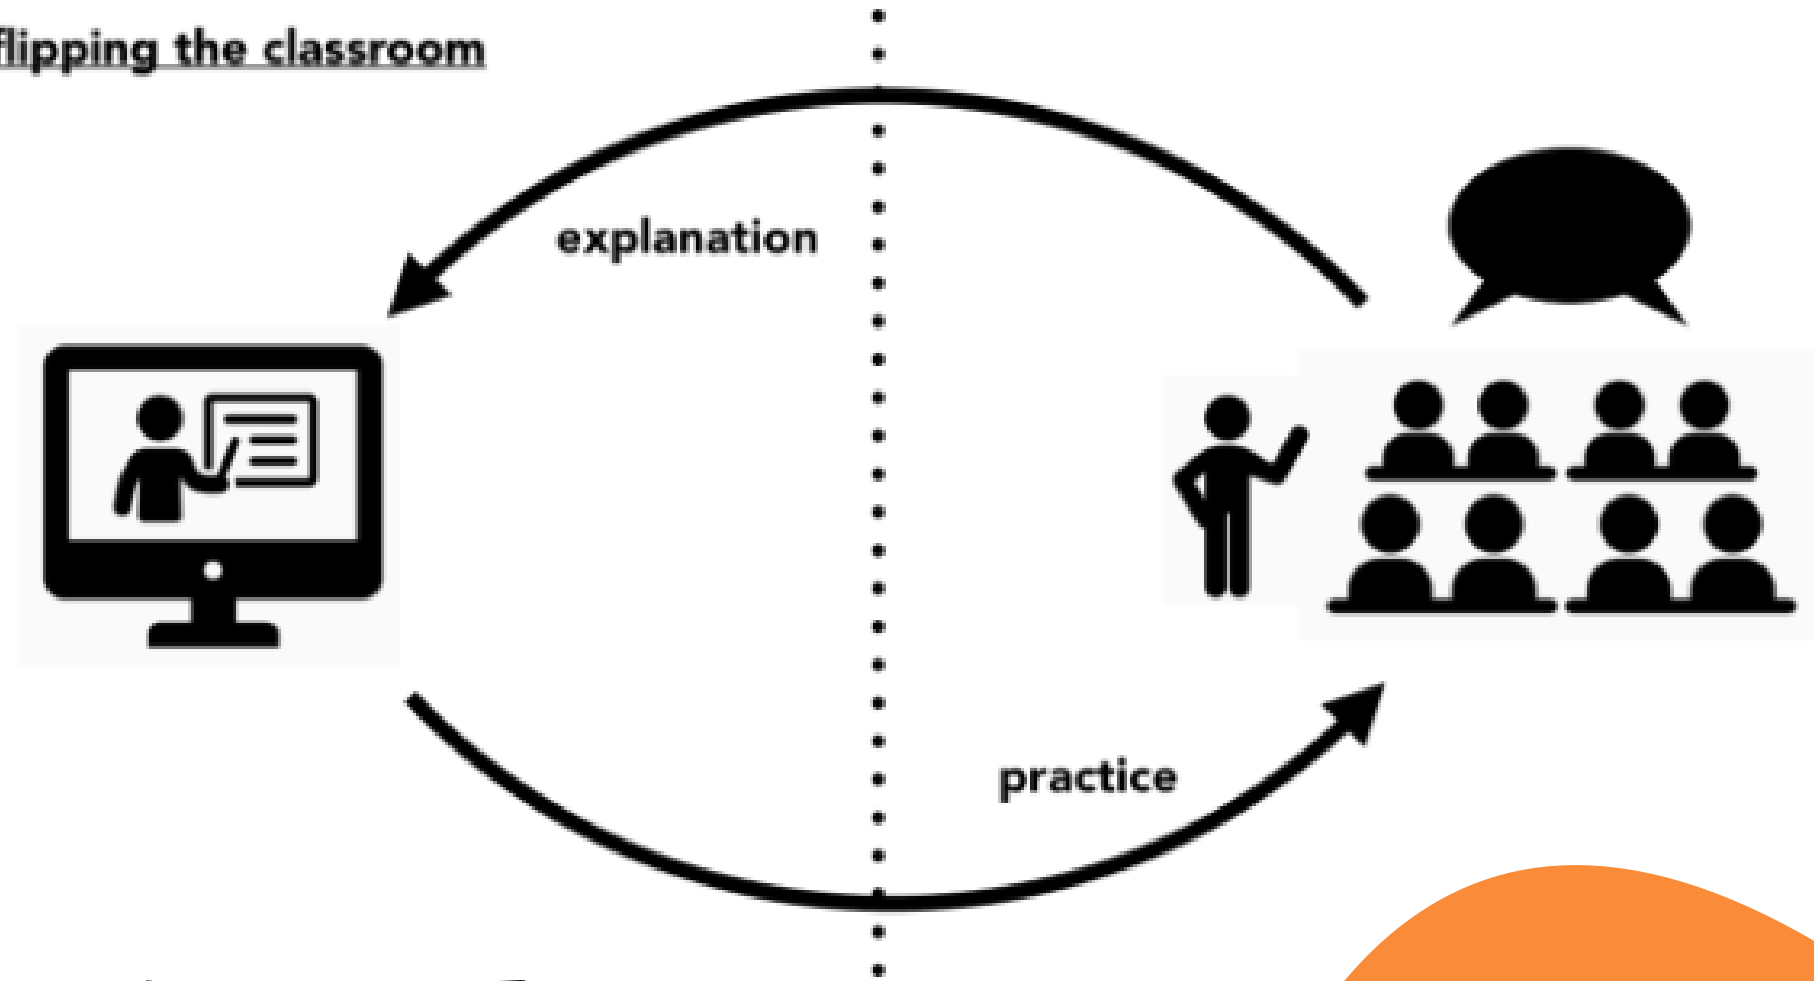 flipping the classroom
explanation
practice